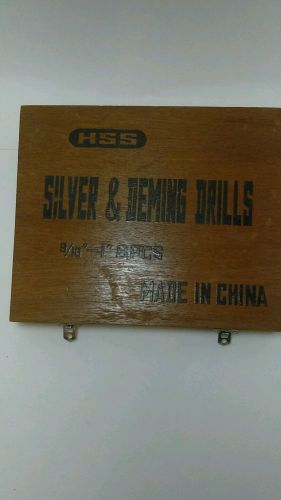 HSS
SILVER & DEMING DRILLS
9/16"-1" 8PCS
MADE IN CHINA